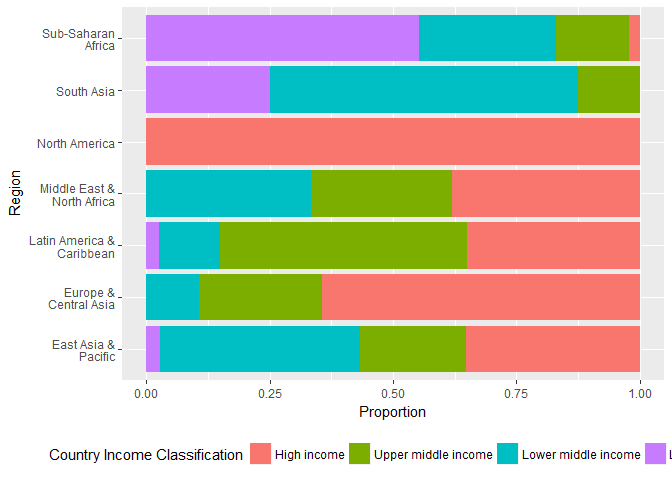 Sub-Saharan
Africa
South Asia
North America
Middle East &
North Africa
Latin America &
Caribbean
Europe &
Central Asia
East Asia &
Pacific
Region
0.00 0.25 0.50 0.75 1.00
Proportion
Country Income Classification High income Upper middle income Lower middle income